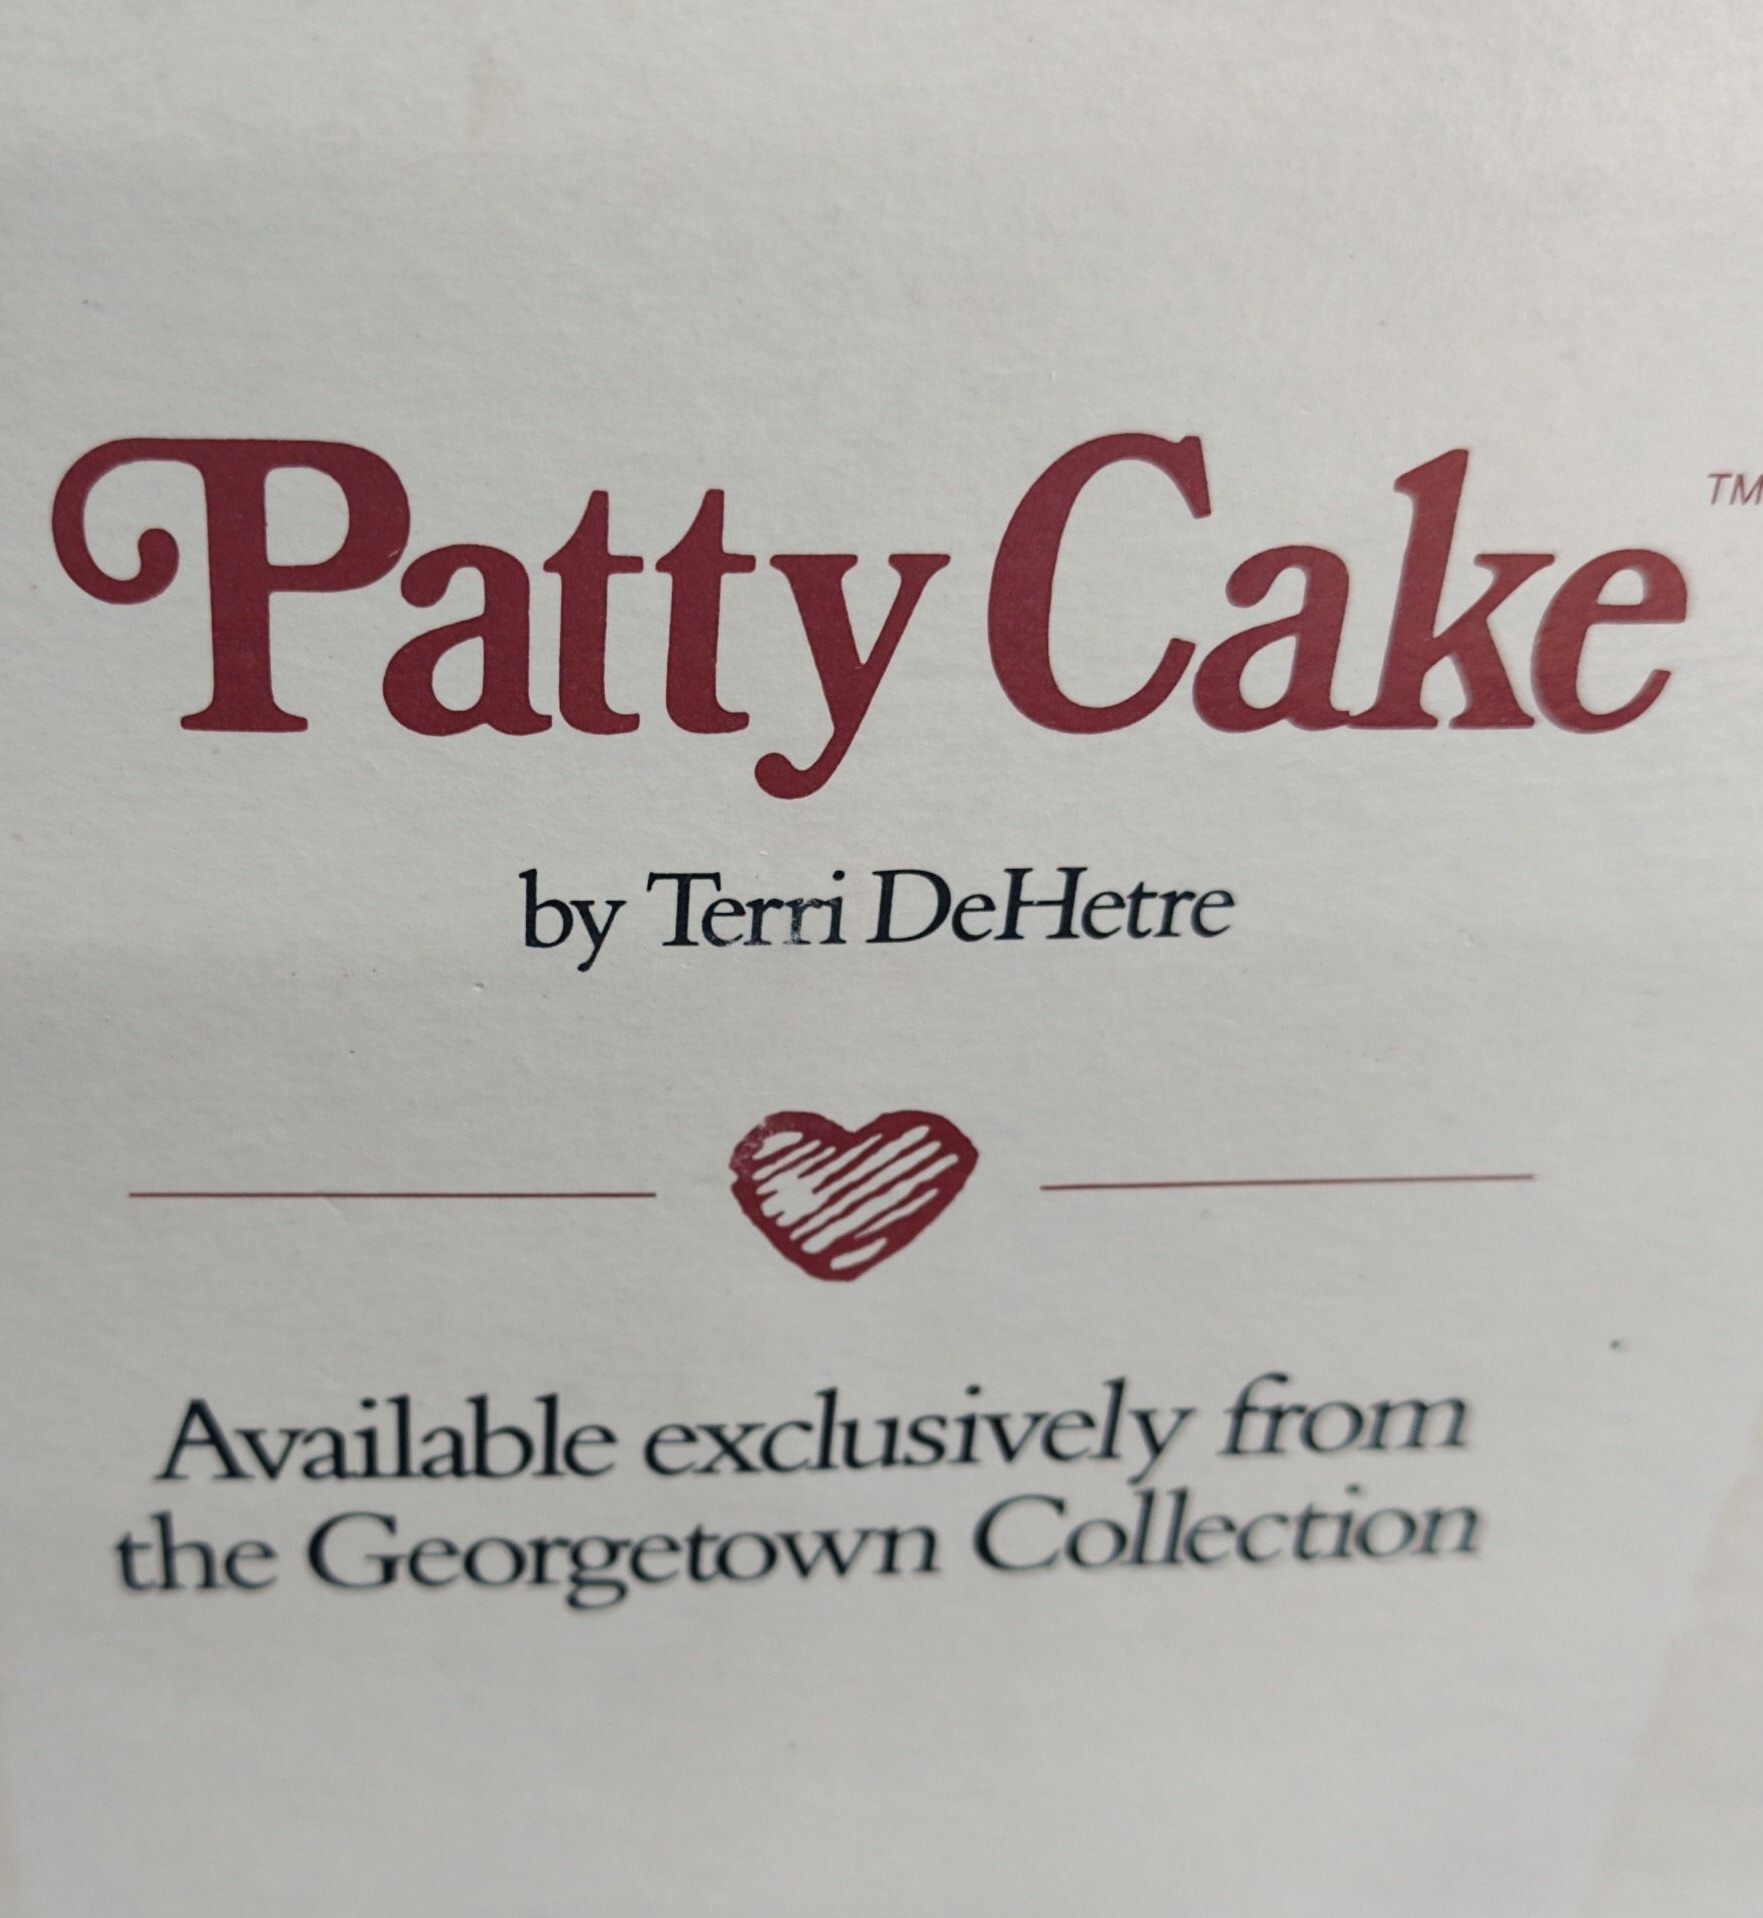 Patty Cake™
by Terri DeHetre
Available exclusively from
the Georgetown Collection